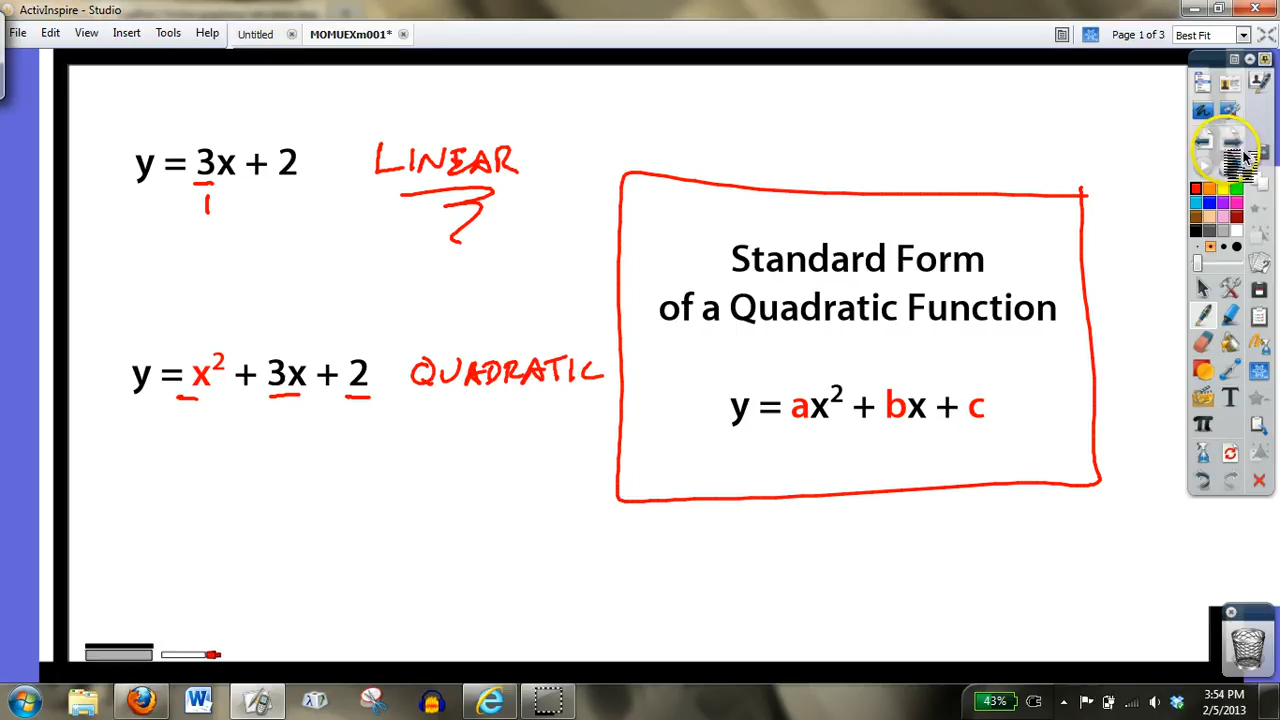 ActivInspire - Studio
File Edit View Insert Tools Help Untitled MOMUEXm001* Page 1 of 3 Best Fit
y = 3x + 2 LINEAR
1
Standard Form
of a Quadratic Function
y = x² + 3x + 2 QUADRATIC
y = ax² + bx + c
43% 3:54 PM
2/5/2013